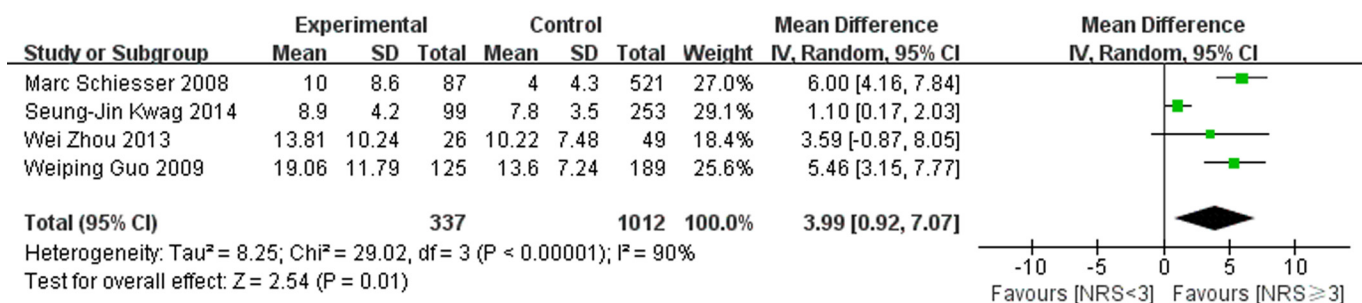 Experimental Control Mean Difference Mean Difference
Study or Subgroup Mean SD Total Mean SD Total Weight IV, Random, 95% CI IV, Random, 95% CI
Marc Schiesser 2008 10 8.6 87 4 4.3 521 27.0% 6.00 [4.16, 7.84]
Seung-Jin Kwag 2014 8.9 4.2 99 7.8 3.5 253 29.1% 1.10 [0.17, 2.03]
Wei Zhou 2013 13.81 10.24 26 10.22 7.48 49 18.4% 3.59 [-0.87, 8.05]
Weiping Guo 2009 19.06 11.79 125 13.6 7.24 189 25.6% 5.46 [3.15, 7.77]
Total (95% CI) 337 1012 100.0% 3.99 [0.92, 7.07]
Heterogeneity: Tau² = 8.25; Chi² = 29.02, df = 3 (P < 0.00001); I² = 90%
Test for overall effect: Z = 2.54 (P = 0.01)
-10 -5 0 5 10
Favours [NRS<3] Favours [NRS≥3]